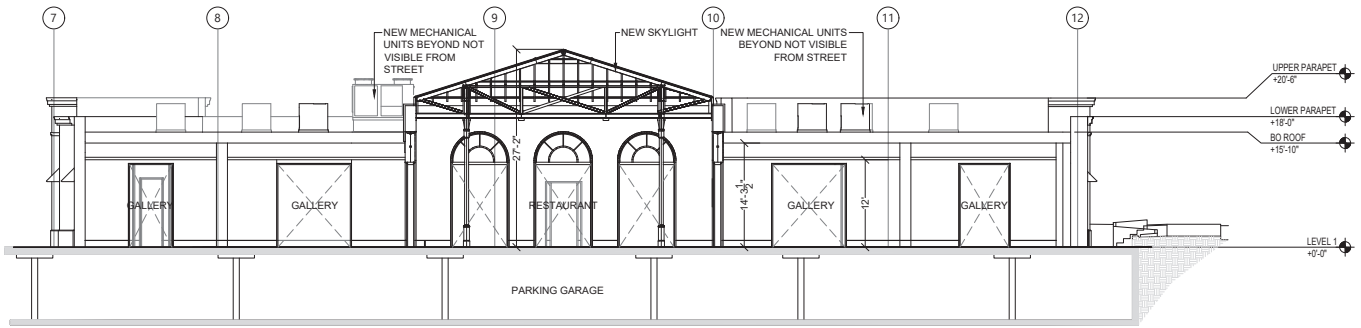 7
8
9
10
11
12
NEW MECHANICAL
UNITS BEYOND NOT
VISIBLE FROM
STREET
NEW SKYLIGHT
NEW MECHANICAL UNITS
BEYOND NOT VISIBLE
FROM STREET
UPPER PARAPET
+20'-6"
LOWER PARAPET
+18'-0"
BO ROOF
+15'-10"
27'-2"
14'-3 1/2"
12'
GALLERY
GALLERY
RESTAURANT
GALLERY
GALLERY
LEVEL 1
+0'-0"
PARKING GARAGE